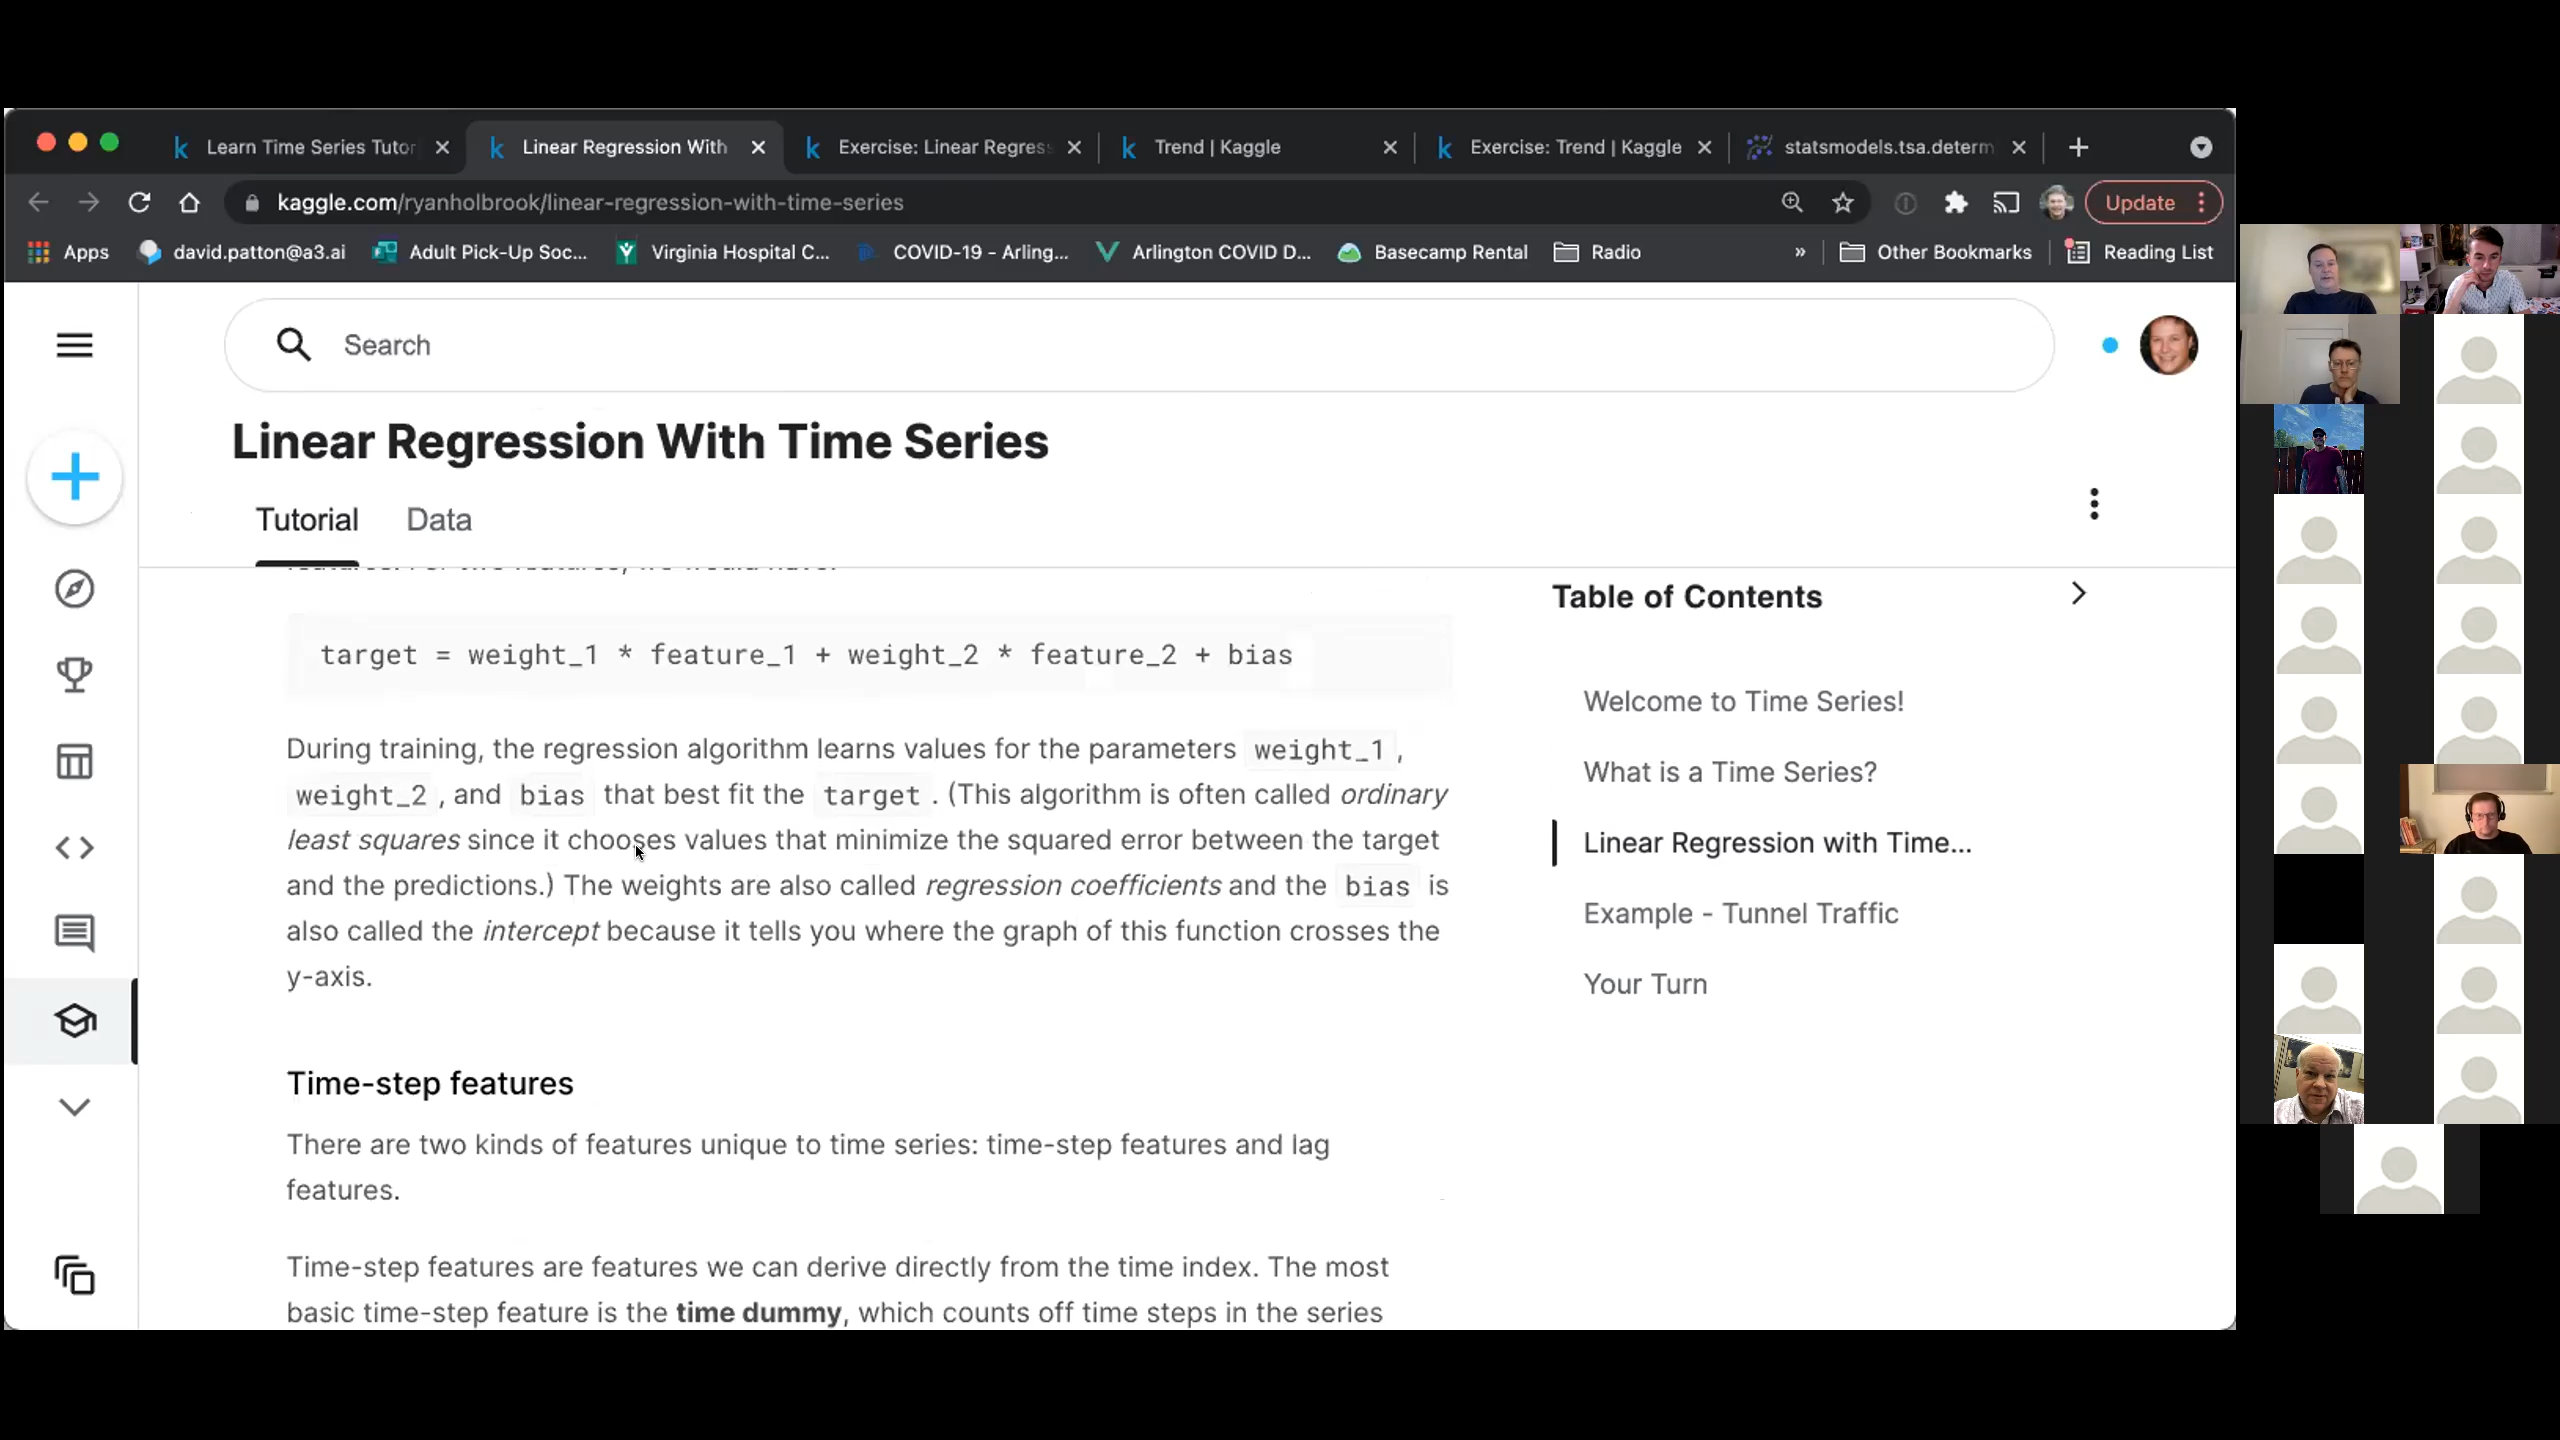 Learn Time Series Tutor
Linear Regression With
Exercise: Linear Regress
Trend | Kaggle
Exercise: Trend | Kaggle
statsmodels.tsa.determ
kaggle.com/ryanholbrook/linear-regression-with-time-series
Update
Apps
david.patton@a3.ai
Adult Pick-Up Soc...
Virginia Hospital C...
COVID-19 - Arling...
Arlington COVID D...
Basecamp Rental
Radio
»
Other Bookmarks
Reading List
Search
Linear Regression With Time Series
Tutorial
Data
target = weight_1 * feature_1 + weight_2 * feature_2 + bias
During training, the regression algorithm learns values for the parameters weight_1 ,
weight_2 , and bias that best fit the target . (This algorithm is often called ordinary
least squares since it chooses values that minimize the squared error between the target
and the predictions.) The weights are also called regression coefficients and the bias is
also called the intercept because it tells you where the graph of this function crosses the
y-axis.
Time-step features
There are two kinds of features unique to time series: time-step features and lag
features.
Time-step features are features we can derive directly from the time index. The most
basic time-step feature is the time dummy, which counts off time steps in the series
Table of Contents
Welcome to Time Series!
What is a Time Series?
Linear Regression with Time...
Example - Tunnel Traffic
Your Turn